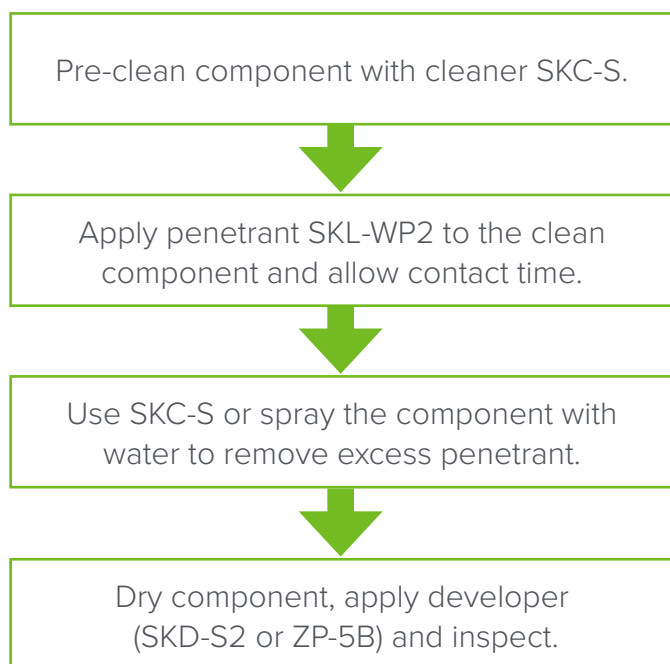 Pre-clean component with cleaner SKC-S.
Apply penetrant SKL-WP2 to the clean
component and allow contact time.
Use SKC-S or spray the component with
water to remove excess penetrant.
Dry component, apply developer
(SKD-S2 or ZP-5B) and inspect.